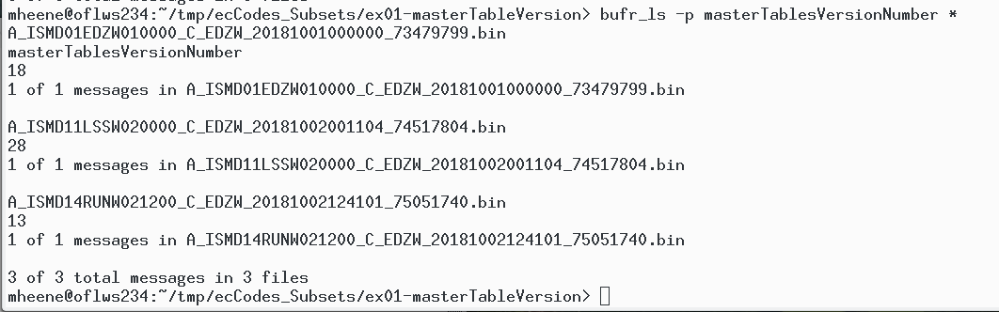 mheene@oflws234:~/tmp/ecCodes_Subsets/ex01-masterTableVersion> bufr_ls -p masterTablesVersionNumber *
A_ISMD01EDZW010000_C_EDZW_20181001000000_73479799.bin
masterTablesVersionNumber
18
1 of 1 messages in A_ISMD01EDZW010000_C_EDZW_20181001000000_73479799.bin
A_ISMD11LSSW020000_C_EDZW_20181002001104_74517804.bin
28
1 of 1 messages in A_ISMD11LSSW020000_C_EDZW_20181002001104_74517804.bin
A_ISMD14RUNW021200_C_EDZW_20181002124101_75051740.bin
13
1 of 1 messages in A_ISMD14RUNW021200_C_EDZW_20181002124101_75051740.bin
3 of 3 total messages in 3 files
mheene@oflws234:~/tmp/ecCodes_Subsets/ex01-masterTableVersion>